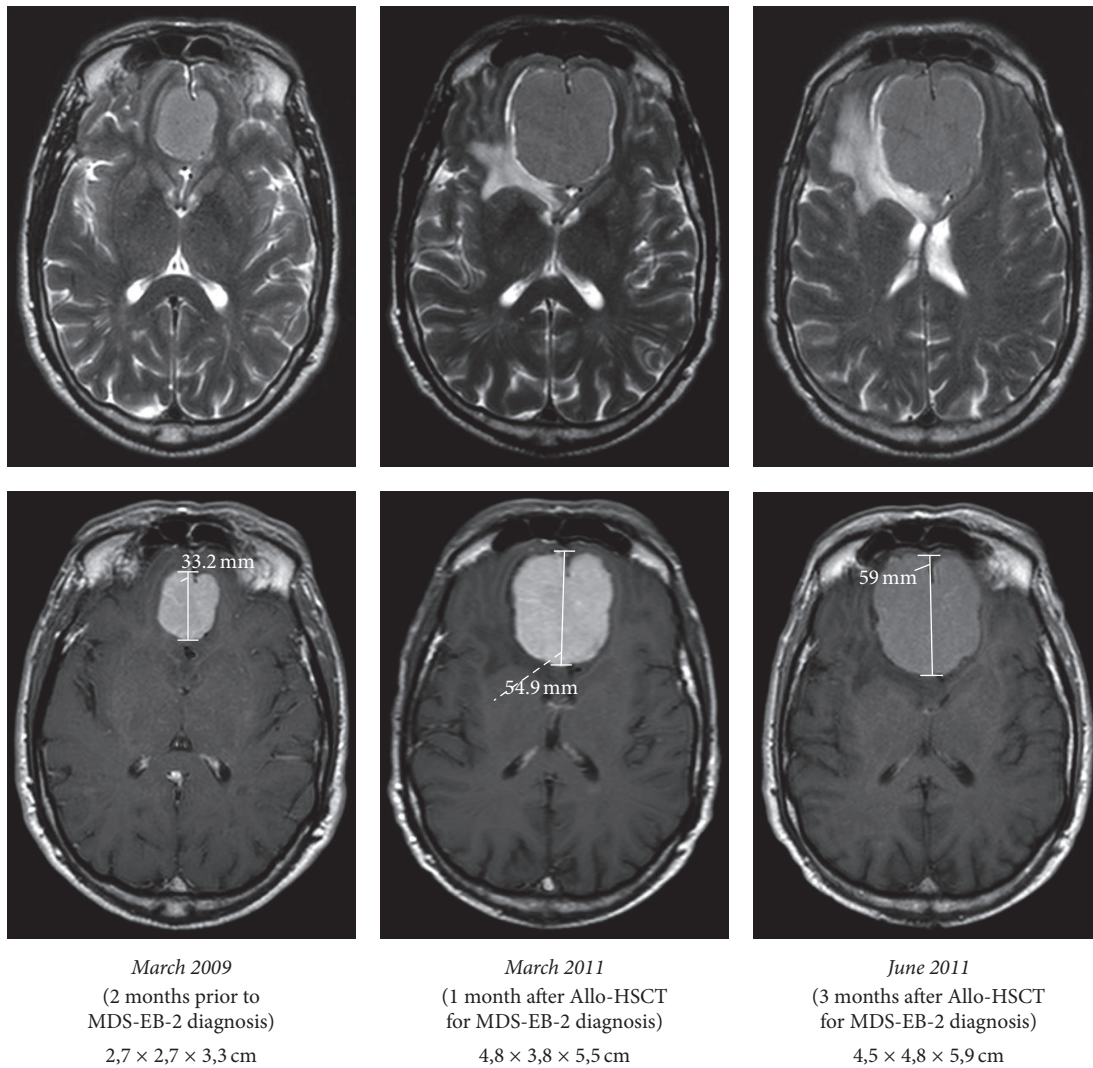 33.2 mm
54.9 mm
59 mm
March 2009
(2 months prior to
MDS-EB-2 diagnosis)
2,7 × 2,7 × 3,3 cm
March 2011
(1 month after Allo-HSCT
for MDS-EB-2 diagnosis)
4,8 × 3,8 × 5,5 cm
June 2011
(3 months after Allo-HSCT
for MDS-EB-2 diagnosis)
4,5 × 4,8 × 5,9 cm